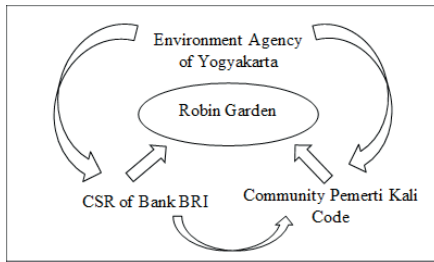 Environment Agency
of Yogyakarta
Robin Garden
CSR of Bank BRI
Community Pemerti Kali
Code